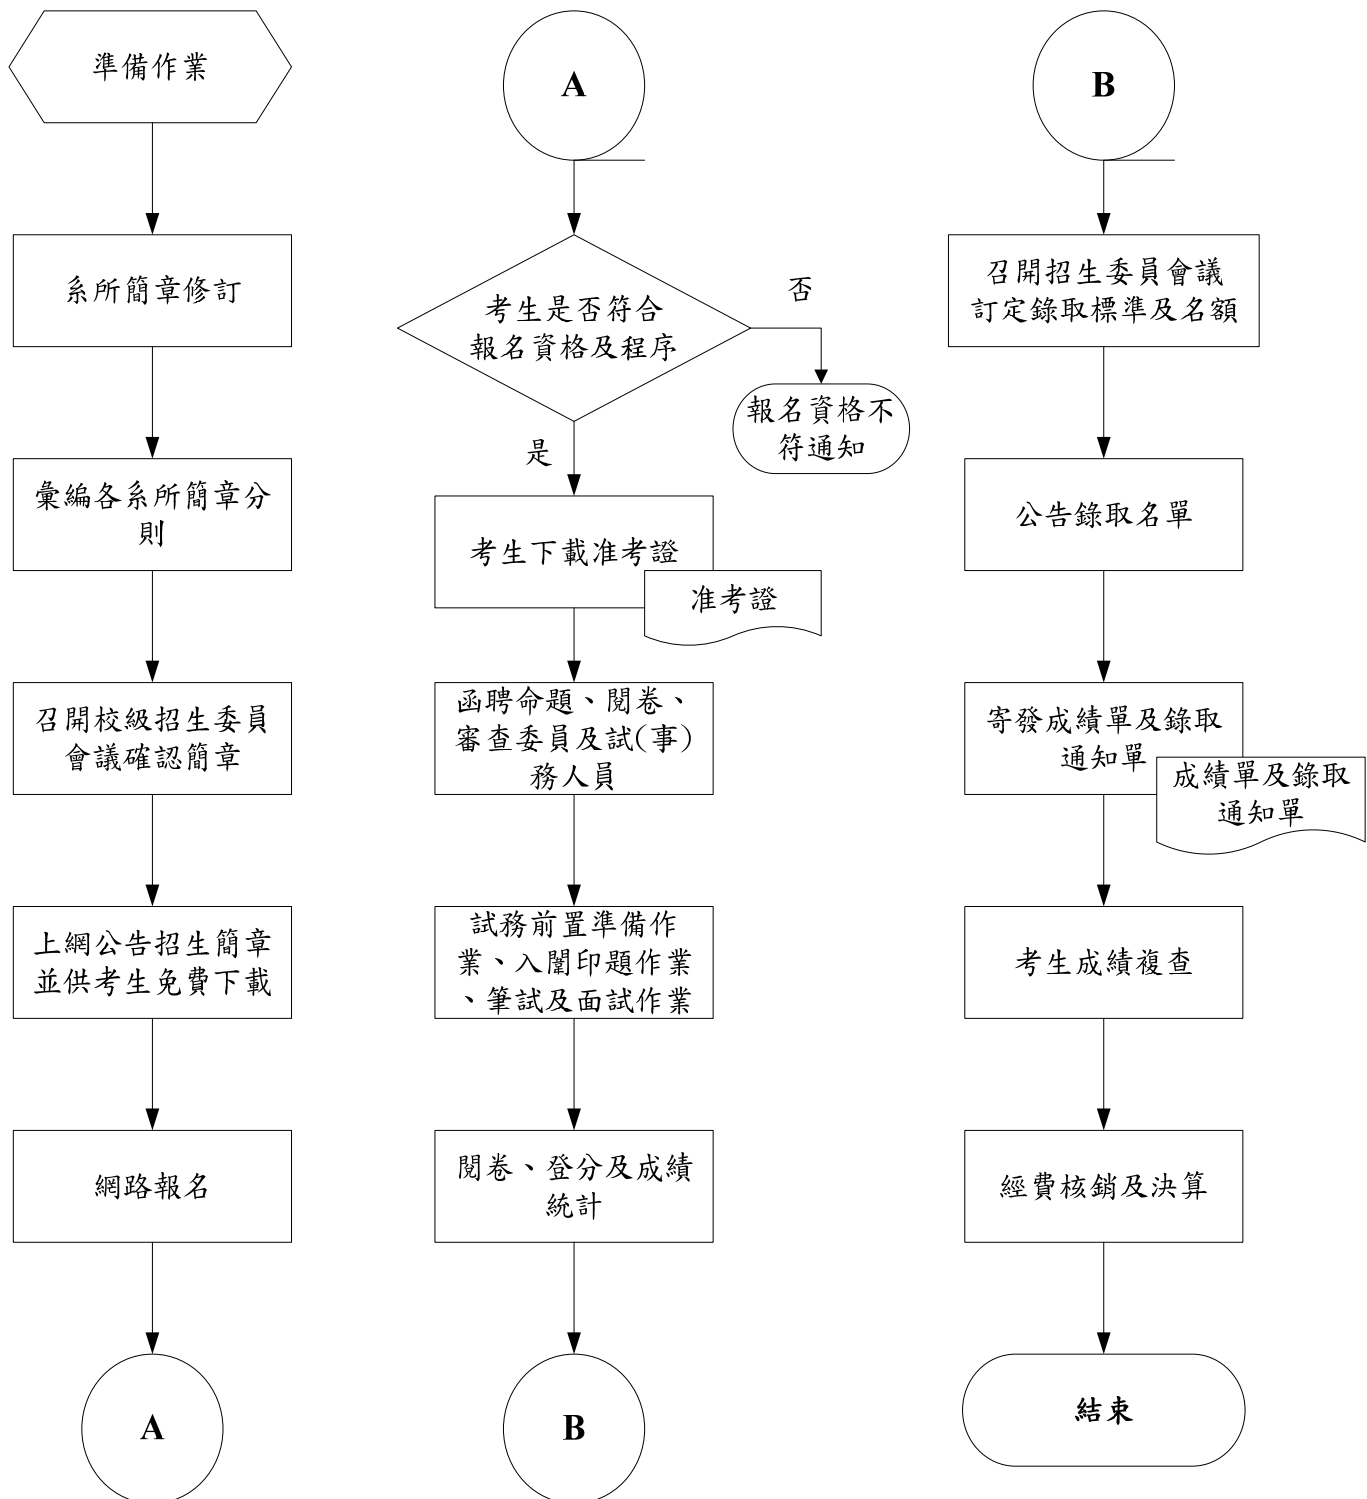 準備作業
系所簡章修訂
彙編各系所簡章分
則
召開校級招生委員
會議確認簡章
上網公告招生簡章
並供考生免費下載
網路報名
A
A
考生是否符合
報名資格及程序
否
報名資格不
符通知
是
考生下載准考證
准考證
函聘命題、閱卷、
審查委員及試(事)
務人員
試務前置準備作
業、入闈印題作業
、筆試及面試作業
閱卷、登分及成績
統計
B
B
召開招生委員會議
訂定錄取標準及名額
公告錄取名單
寄發成績單及錄取
通知單
成績單及錄取
通知單
考生成績複查
經費核銷及決算
結束